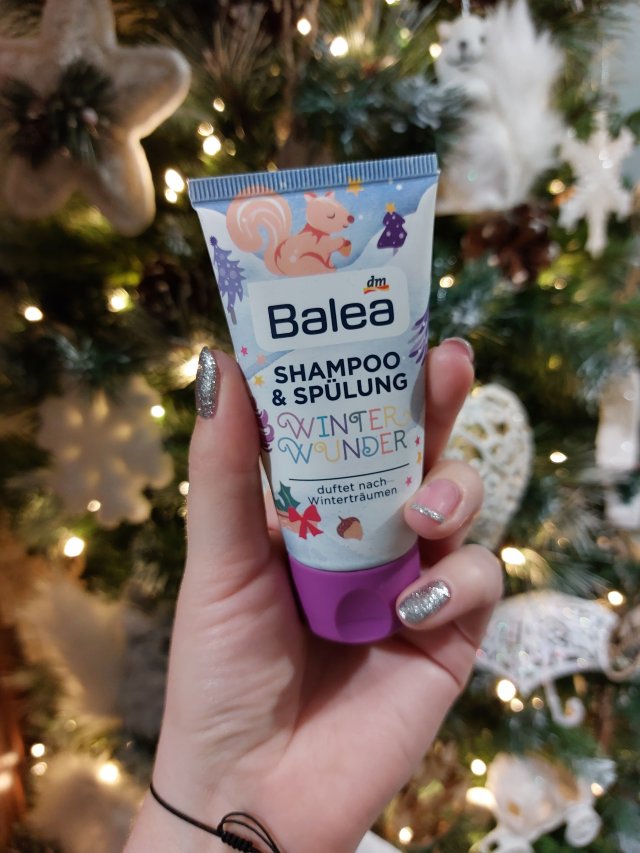 dm
Balea
SHAMPOO
& SPÜLUNG
WINTER
WUNDER
duftet nach
Winterträumen